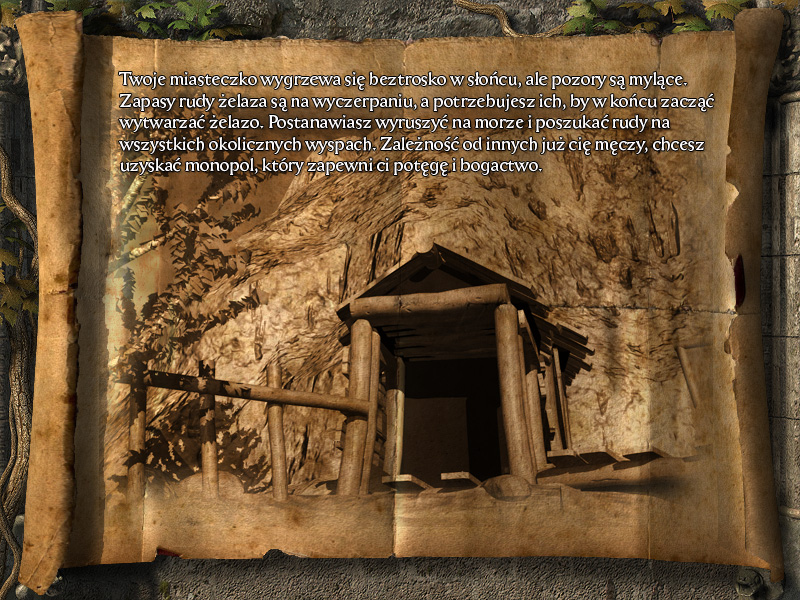 Twoje miasteczko wygrzewa się beztrosko w słońcu, ale pozory są mylące.
Zapasy rudy żelaza są na wyczerpaniu, a potrzebujesz ich, by w końcu zacząć
wytwarzać żelazo. Postanawiasz wyruszyć na morze i poszukać rudy na
wszystkich okolicznych wyspach. Zależność od innych już cię męczy, chcesz
uzyskać monopol, który zapewni ci potęgę i bogactwo.